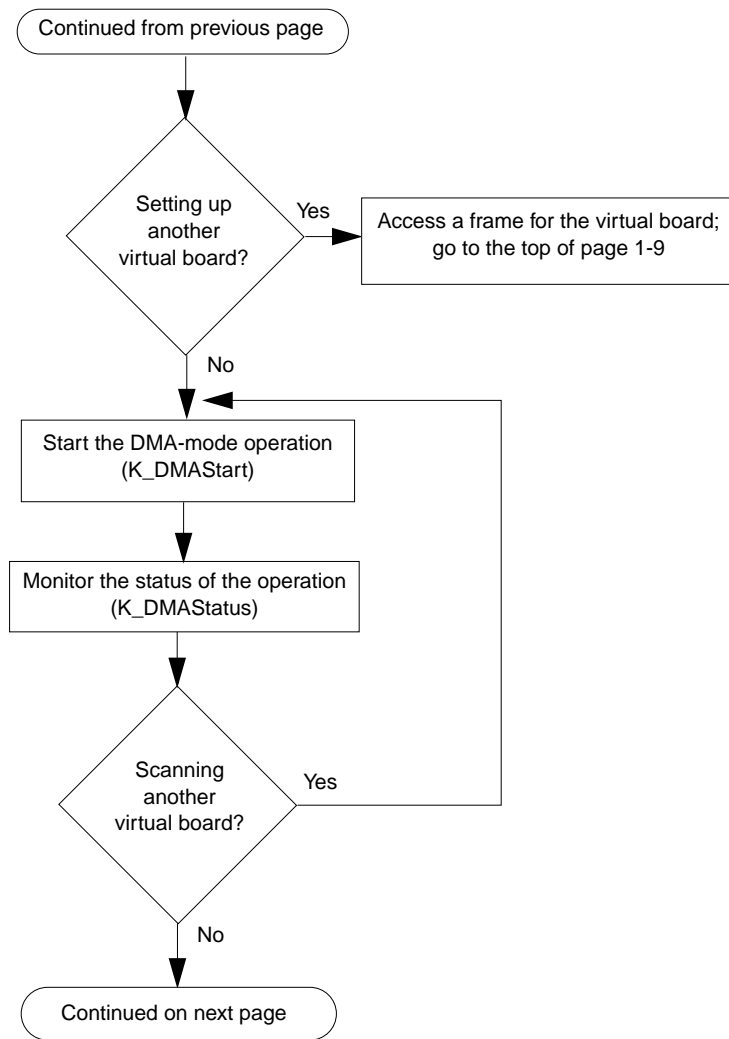 Continued from previous page
Setting up
another
virtual board?
Yes
Access a frame for the virtual board;
go to the top of page 1-9
No
Start the DMA-mode operation
(K_DMAStart)
Monitor the status of the operation
(K_DMAStatus)
Scanning
another
virtual board?
Yes
No
Continued on next page